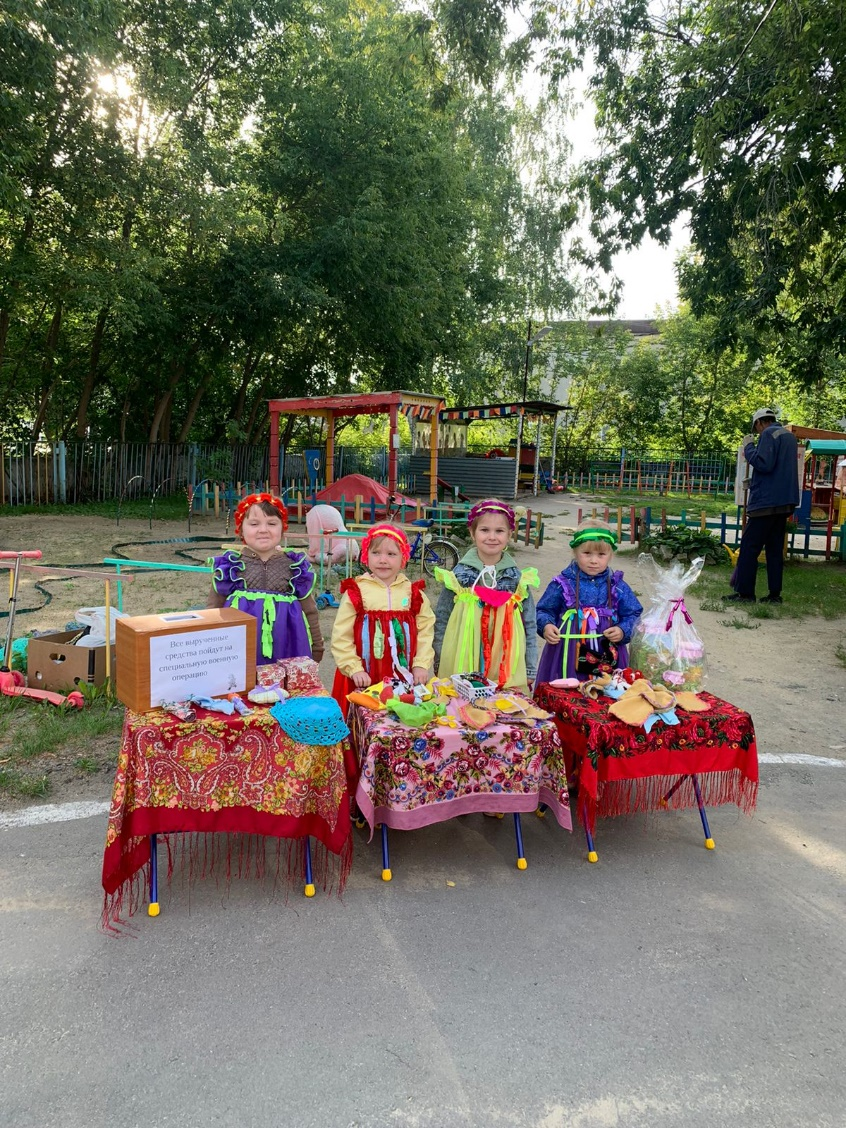 Все вырученные
средства пойдут на
специальную военную
операцию